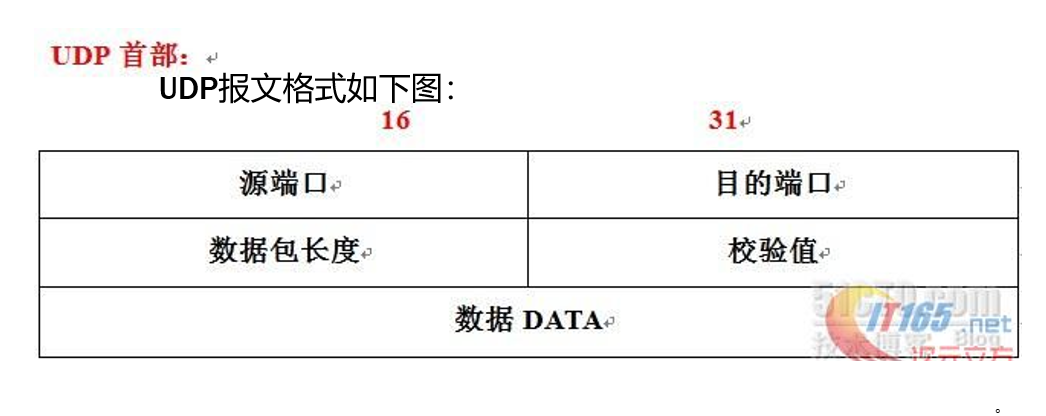 UDP 首部：
UDP报文格式如下图：
16 31
源端口 目的端口
数据包长度 校验值
数据 DATA
51CTO.com
IT165.net
技术博客 Blog
。